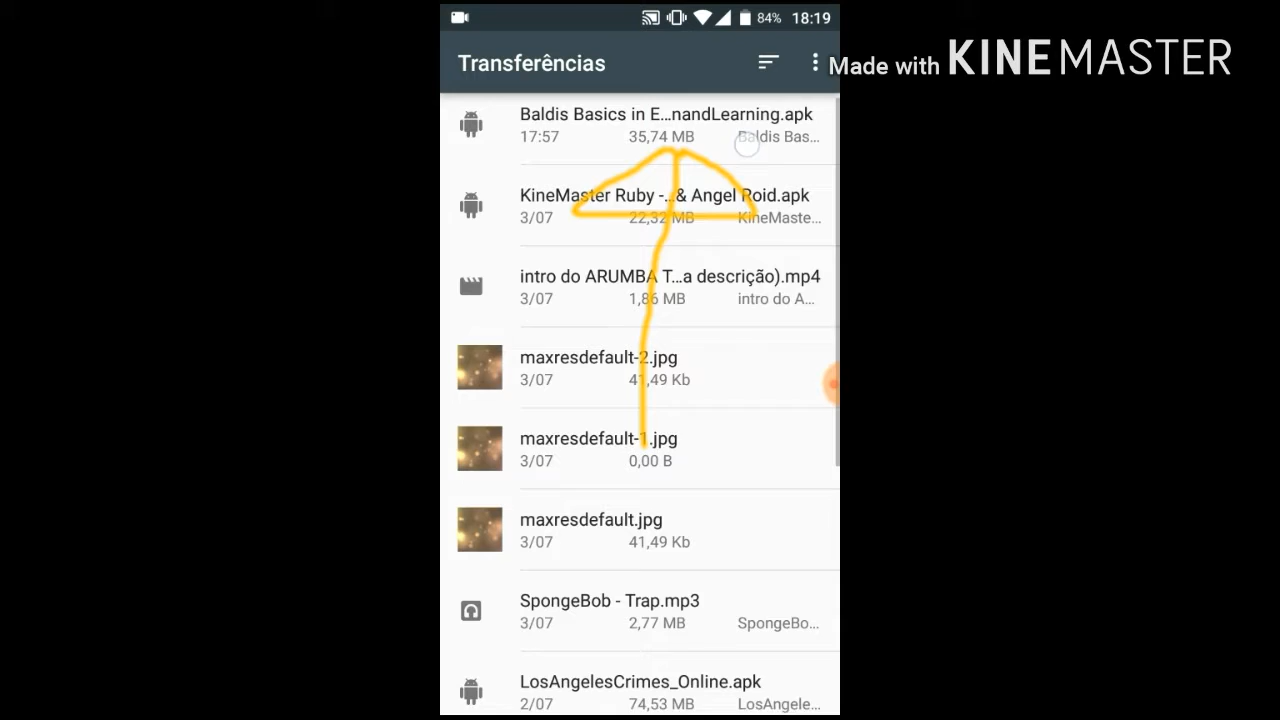 84% 18:19
Transferências
Made with KINEMASTER
Baldis Basics in E...nandLearning.apk
17:57 35,74 MB Baldis Bas...
KineMaster Ruby -...& Angel Roid.apk
3/07 22,32 MB KineMaste...
intro do ARUMBA T...a descrição).mp4
3/07 1,86 MB intro do A...
maxresdefault-2.jpg
3/07 41,49 Kb
maxresdefault-1.jpg
3/07 0,00 B
maxresdefault.jpg
3/07 41,49 Kb
SpongeBob - Trap.mp3
3/07 2,77 MB SpongeBo...
LosAngelesCrimes_Online.apk
2/07 74,53 MB LosAngele...